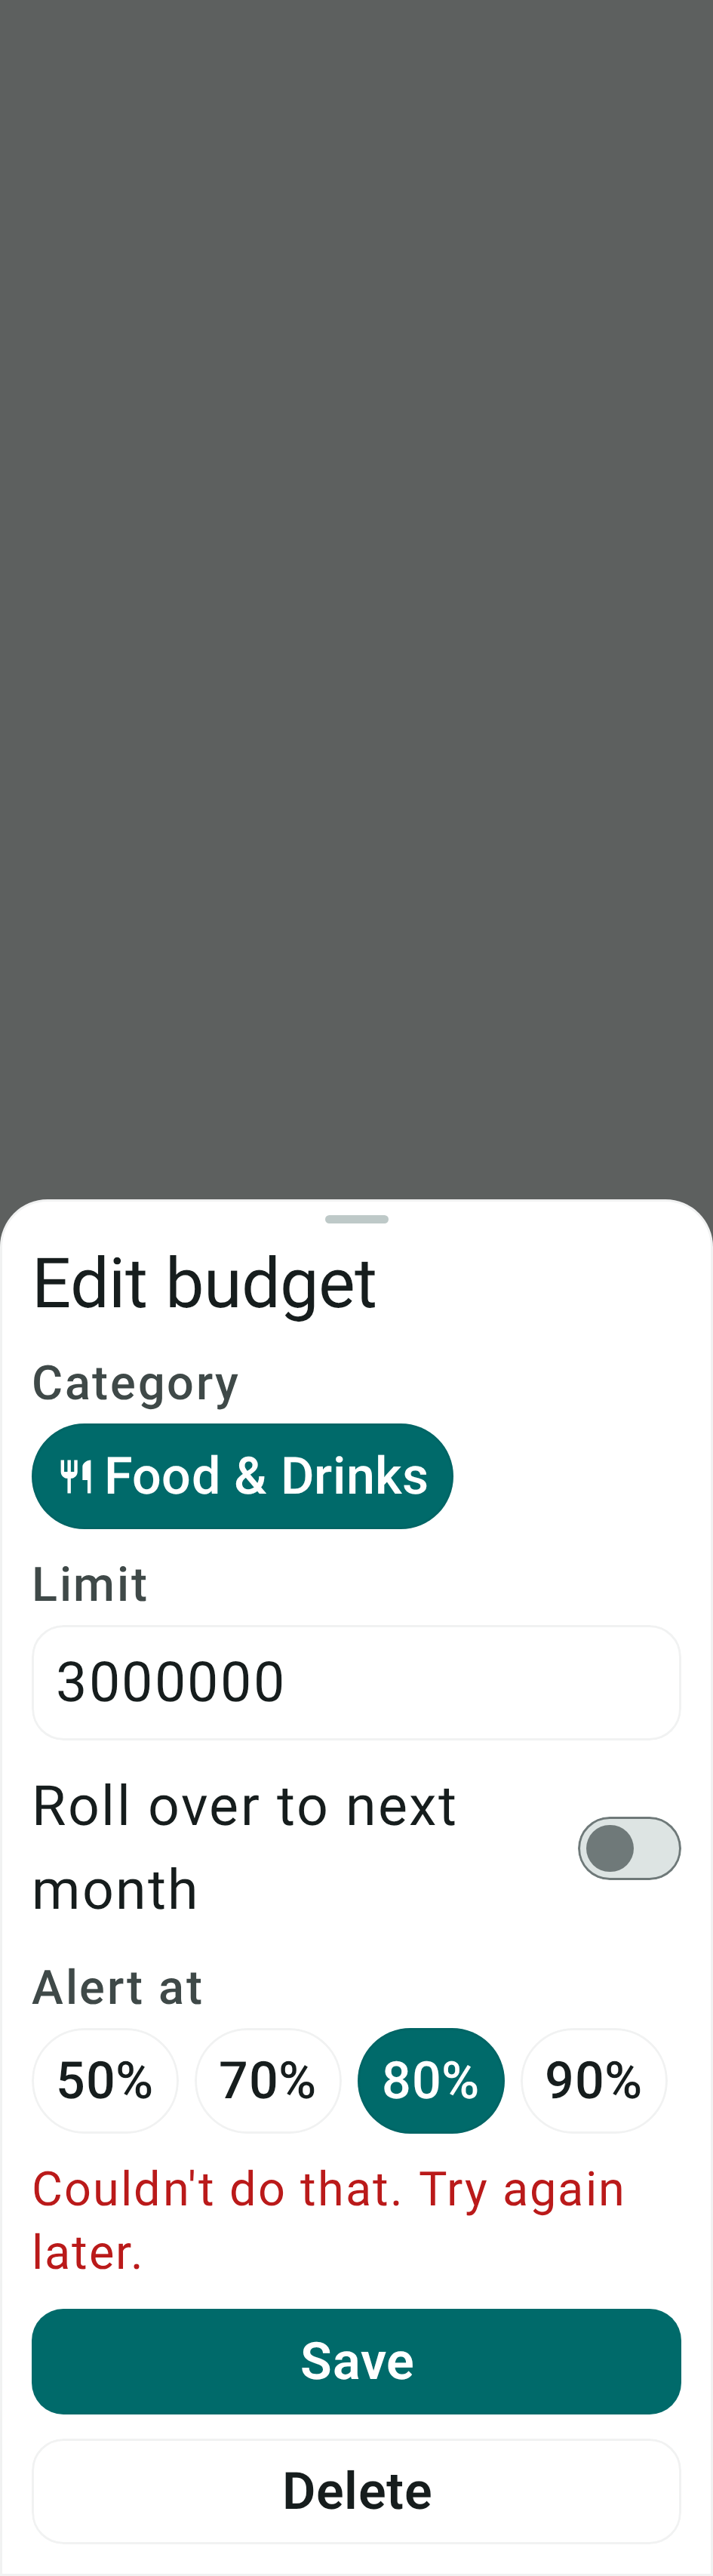 Edit budget
Category
Food & Drinks
Limit
3000000
Roll over to next
month
Alert at
50% 70% 80% 90%
Couldn't do that. Try again
later.
Save
Delete